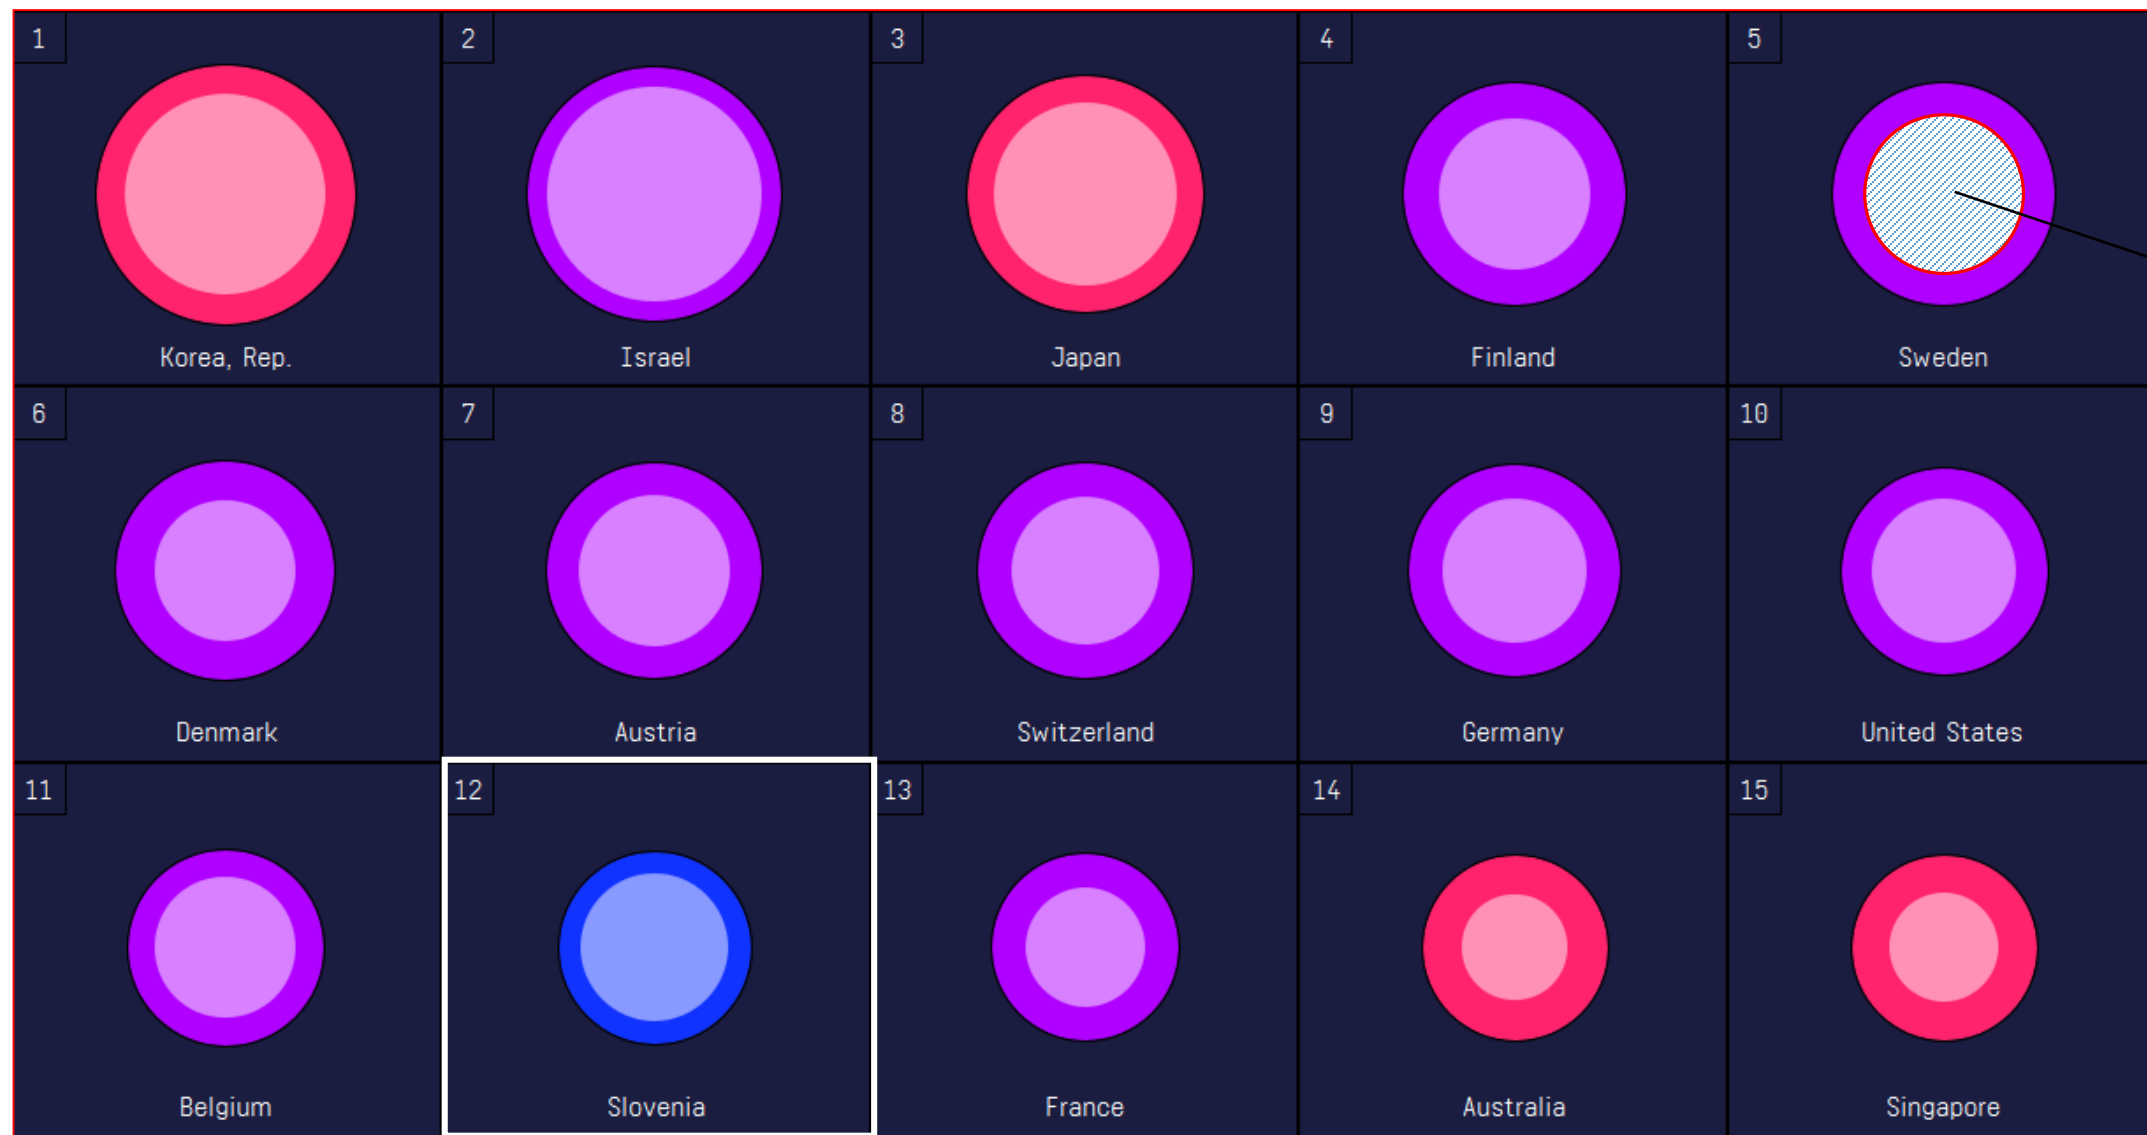 1
2
3
4
5
Korea, Rep.
Israel
Japan
Finland
Sweden
6
7
8
9
10
Denmark
Austria
Switzerland
Germany
United States
11
12
13
14
15
Belgium
Slovenia
France
Australia
Singapore